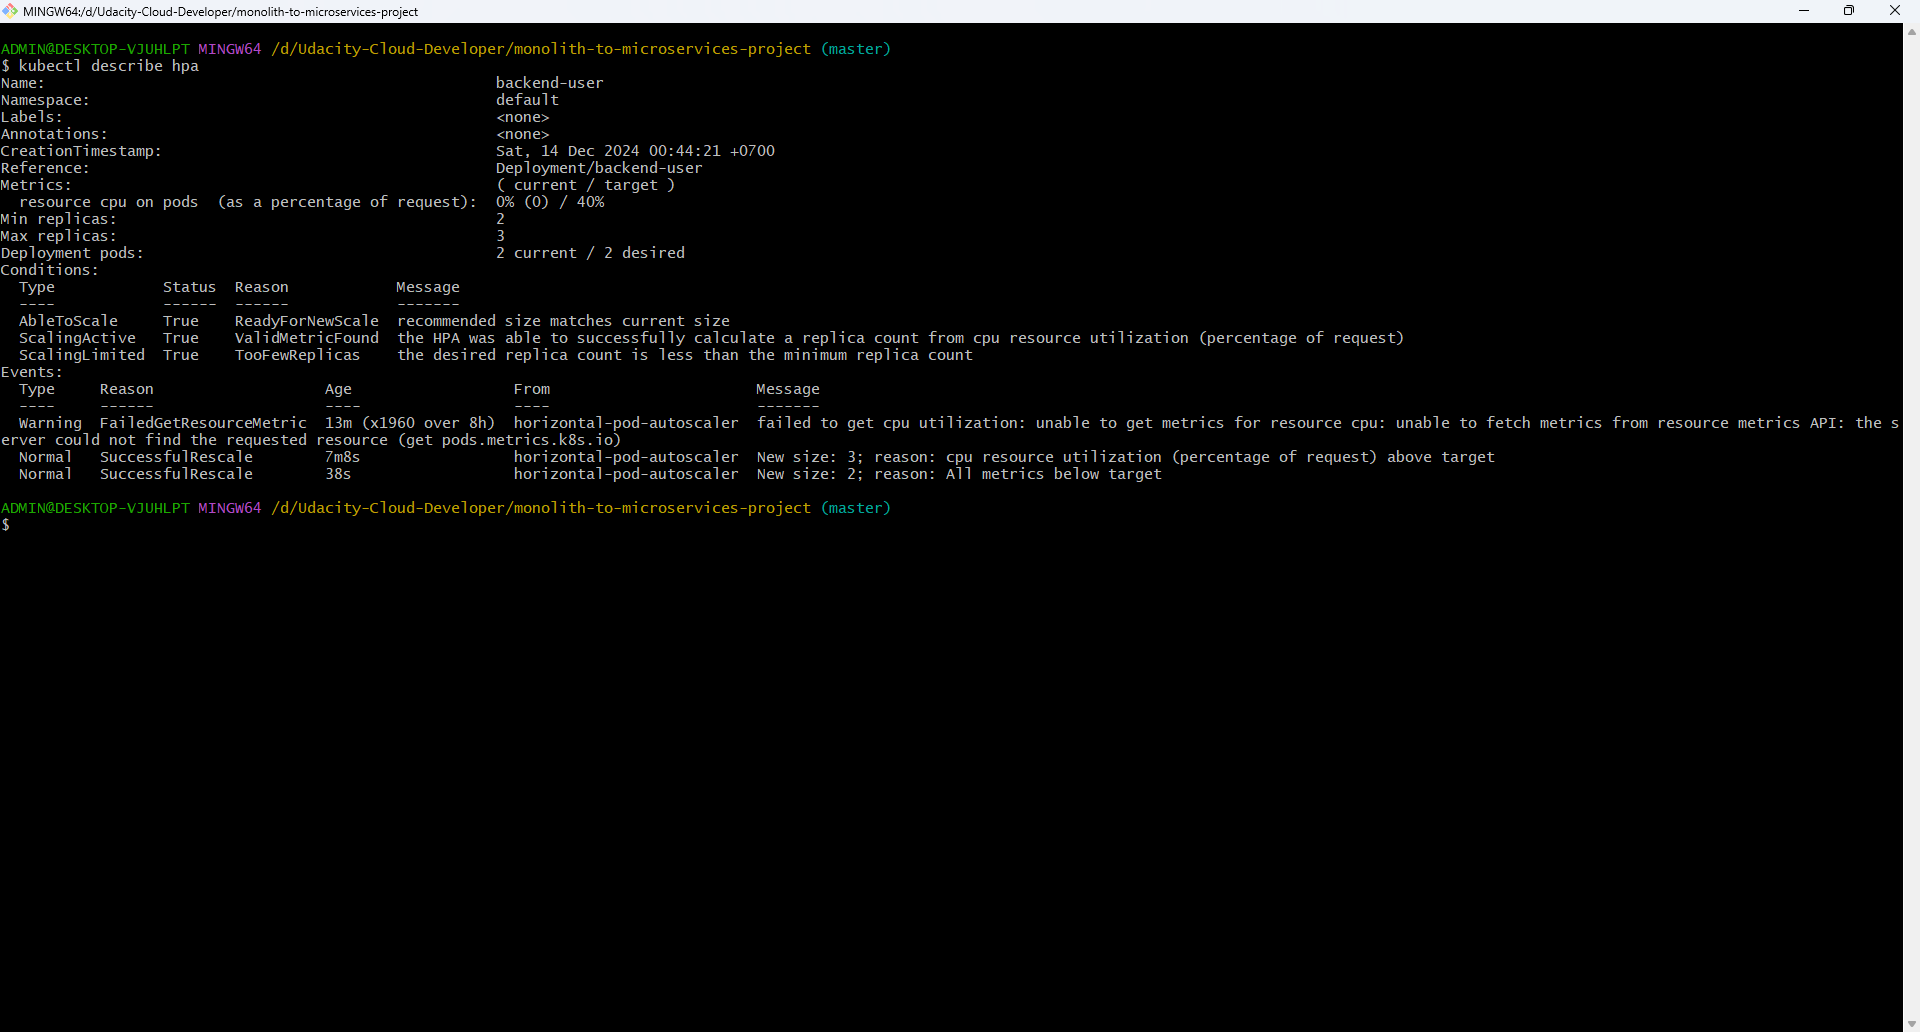 MINGW64:/d/Udacity-Cloud-Developer/monolith-to-microservices-project
ADMIN@DESKTOP-VJUHLPT MINGW64 /d/Udacity-Cloud-Developer/monolith-to-microservices-project (master)
$ kubectl describe hpa
Name:                                                  backend-user
Namespace:                                             default
Labels:                                                <none>
Annotations:                                           <none>
CreationTimestamp:                                     Sat, 14 Dec 2024 00:44:21 +0700
Reference:                                             Deployment/backend-user
Metrics:                                               ( current / target )
  resource cpu on pods  (as a percentage of request):  0% (0) / 40%
Min replicas:                                          2
Max replicas:                                          3
Deployment pods:                                       2 current / 2 desired
Conditions:
  Type            Status  Reason            Message
  ----            ------  ------            -------
  AbleToScale     True    ReadyForNewScale  recommended size matches current size
  ScalingActive   True    ValidMetricFound  the HPA was able to successfully calculate a replica count from cpu resource utilization (percentage of request)
  ScalingLimited  True    TooFewReplicas    the desired replica count is less than the minimum replica count
Events:
  Type     Reason                   Age                  From                       Message
  ----     ------                   ----                 ----                       -------
  Warning  FailedGetResourceMetric  13m (x1960 over 8h)  horizontal-pod-autoscaler  failed to get cpu utilization: unable to get metrics for resource cpu: unable to fetch metrics from resource metrics API: the s
erver could not find the requested resource (get pods.metrics.k8s.io)
  Normal   SuccessfulRescale        7m8s                 horizontal-pod-autoscaler  New size: 3; reason: cpu resource utilization (percentage of request) above target
  Normal   SuccessfulRescale        38s                  horizontal-pod-autoscaler  New size: 2; reason: All metrics below target
ADMIN@DESKTOP-VJUHLPT MINGW64 /d/Udacity-Cloud-Developer/monolith-to-microservices-project (master)
$